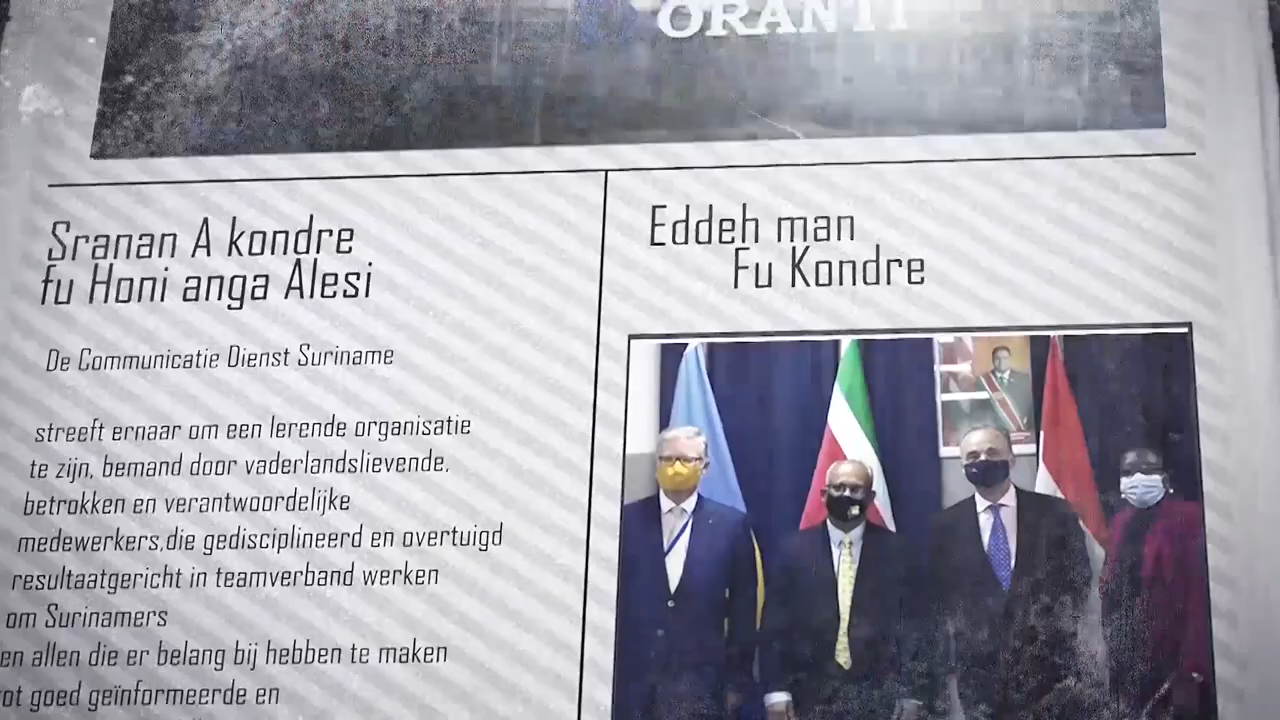 ORANTI
Sranan A kondre
fu Honi anga Alesi
De Communicatie Dienst Suriname
streeft ernaar om een lerende organisatie
te zijn, bemand door vaderlandslievende,
betrokken en verantwoordelijke
medewerkers,die gedisciplineerd en overtuigd
resultaatgericht in teamverband werken
om Surinamers
en allen die er belang bij hebben te maken
tot goed geïnformeerde en
Eddeh man
Fu Kondre